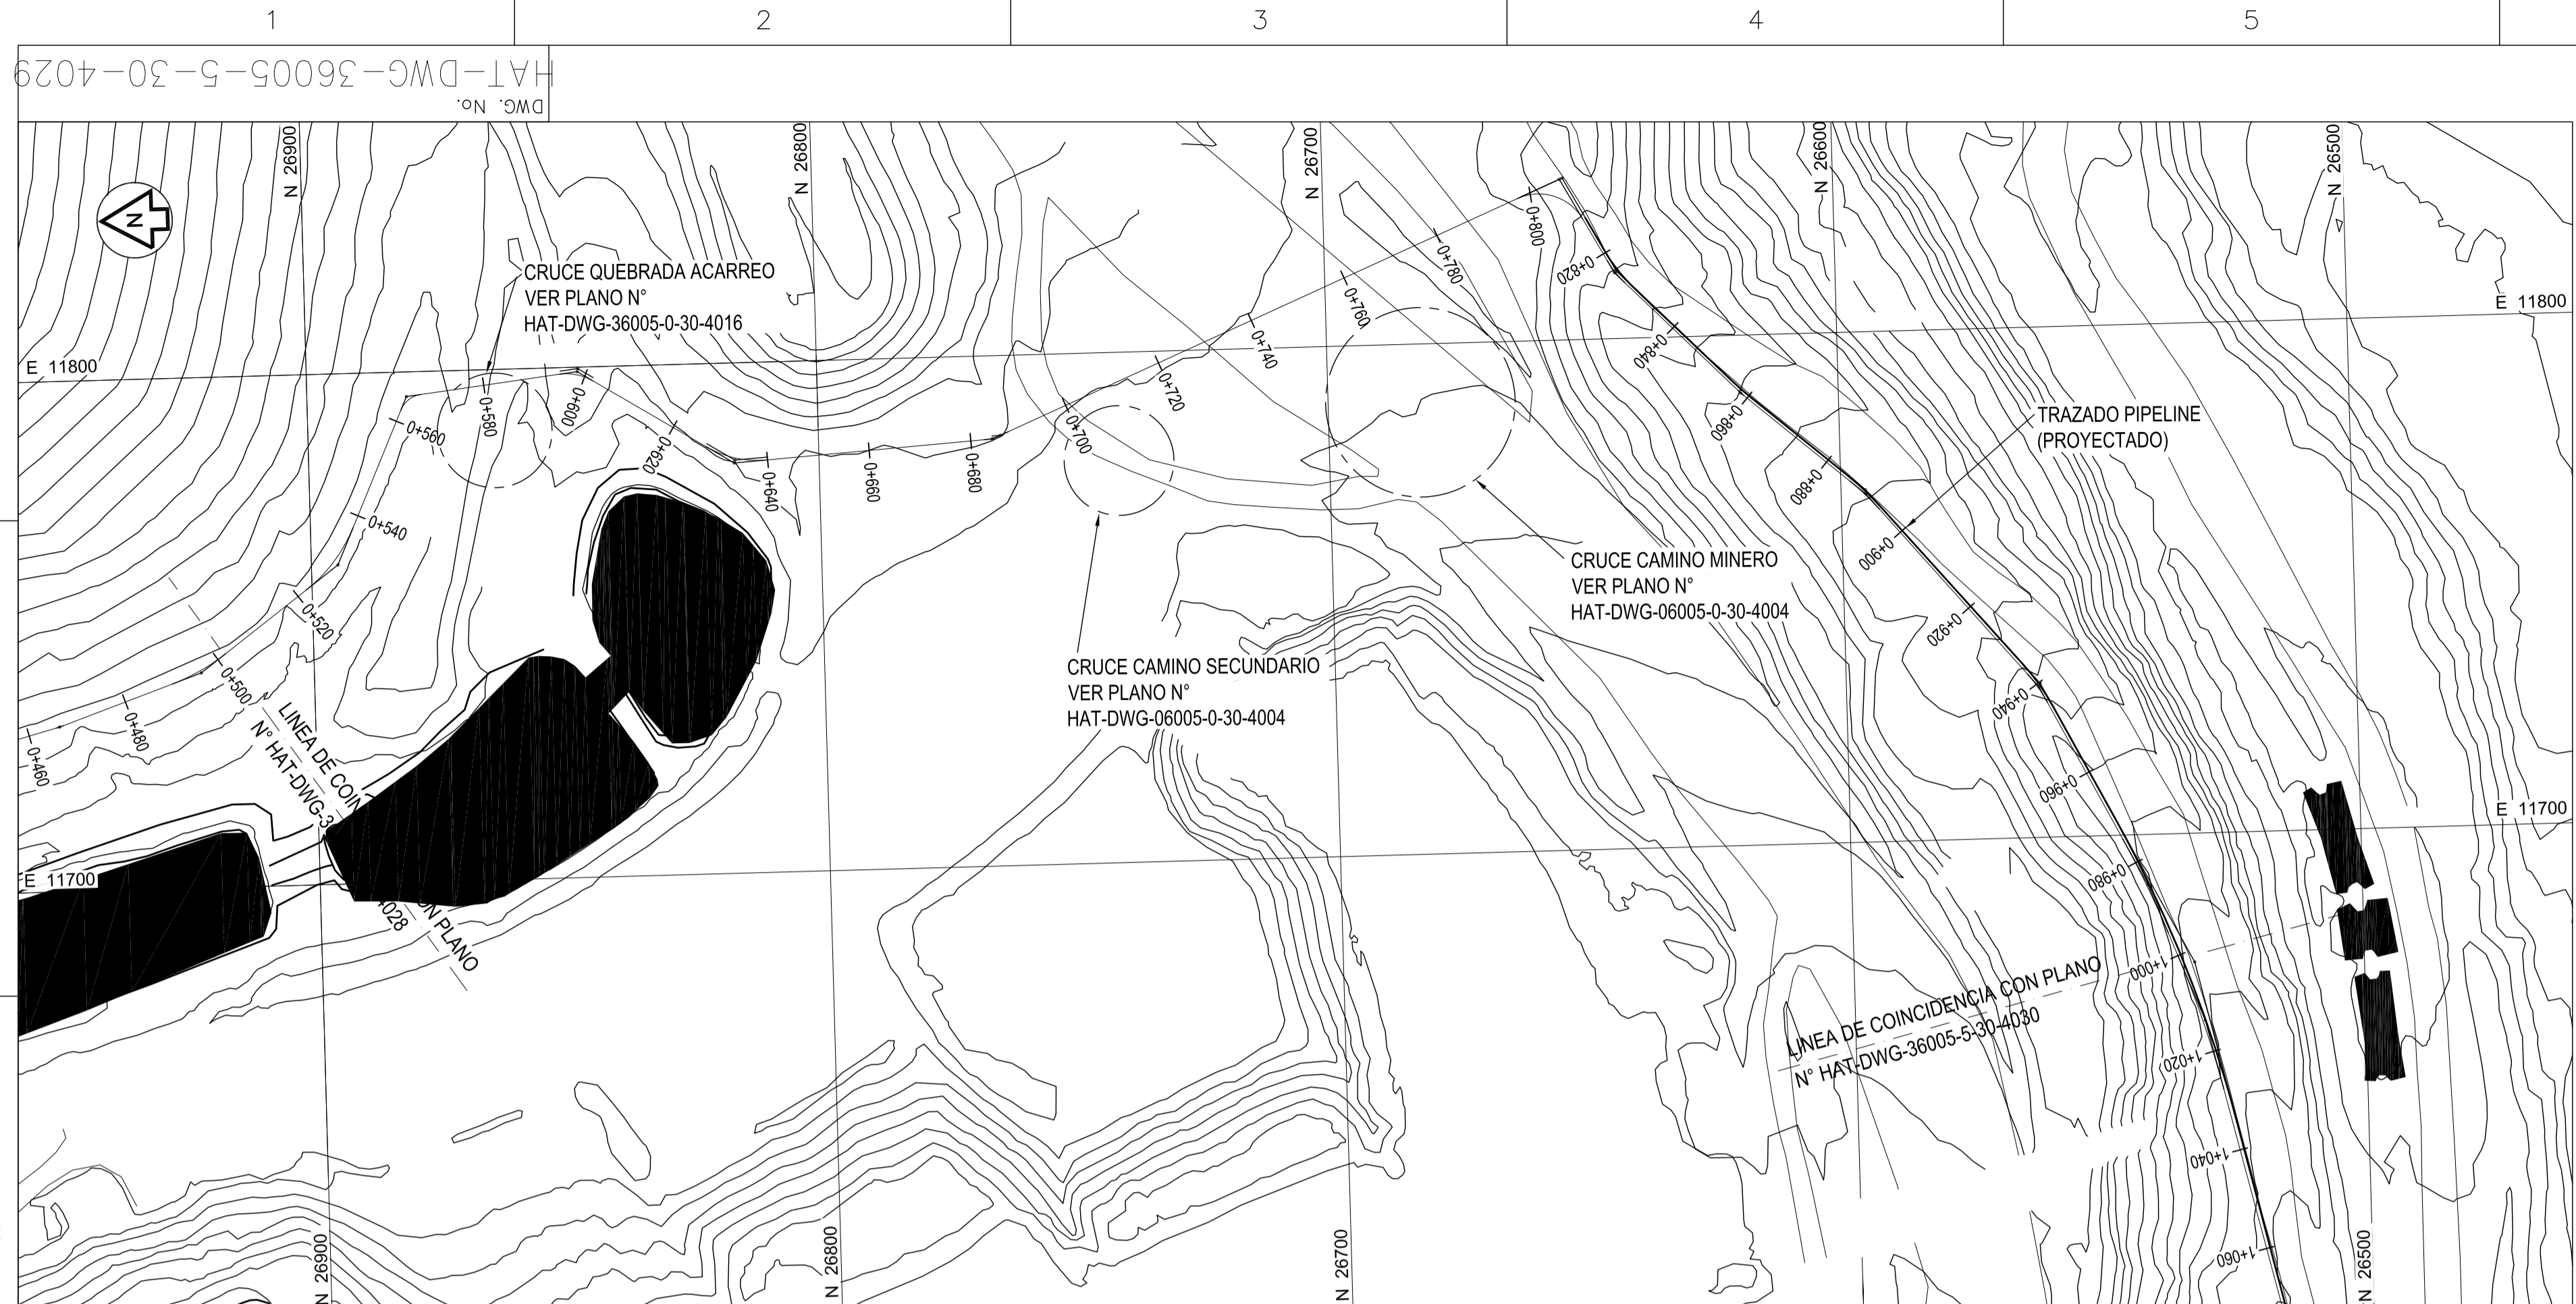 1
2
3
4
5
HAT-DWG-36005-5-30-4029
DWG. No.
N 26900
N 26800
N 26700
N 26600
N 26500
N
CRUCE QUEBRADA ACARREO
VER PLANO N°
HAT-DWG-36005-0-30-4016
E 11800
E 11800
0+460
0+480
0+500
0+520
0+540
0+560
0+580
0+600
0+620
0+640
0+660
0+680
0+700
0+720
0+740
0+760
0+780
0+800
0+820
0+840
0+860
0+880
0+900
0+920
0+940
0+960
0+980
1+000
1+020
1+040
1+060
TRAZADO PIPELINE
(PROYECTADO)
CRUCE CAMINO MINERO
VER PLANO N°
HAT-DWG-06005-0-30-4004
CRUCE CAMINO SECUNDARIO
VER PLANO N°
HAT-DWG-06005-0-30-4004
LINEA DE COIN ON PLANO
N° HAT-DWG-3 4028
E 11700
E 11700
LINEA DE COINCIDENCIA CON PLANO
N° HAT-DWG-36005-5-30-4030
N 26900
N 26800
N 26700
N 26500